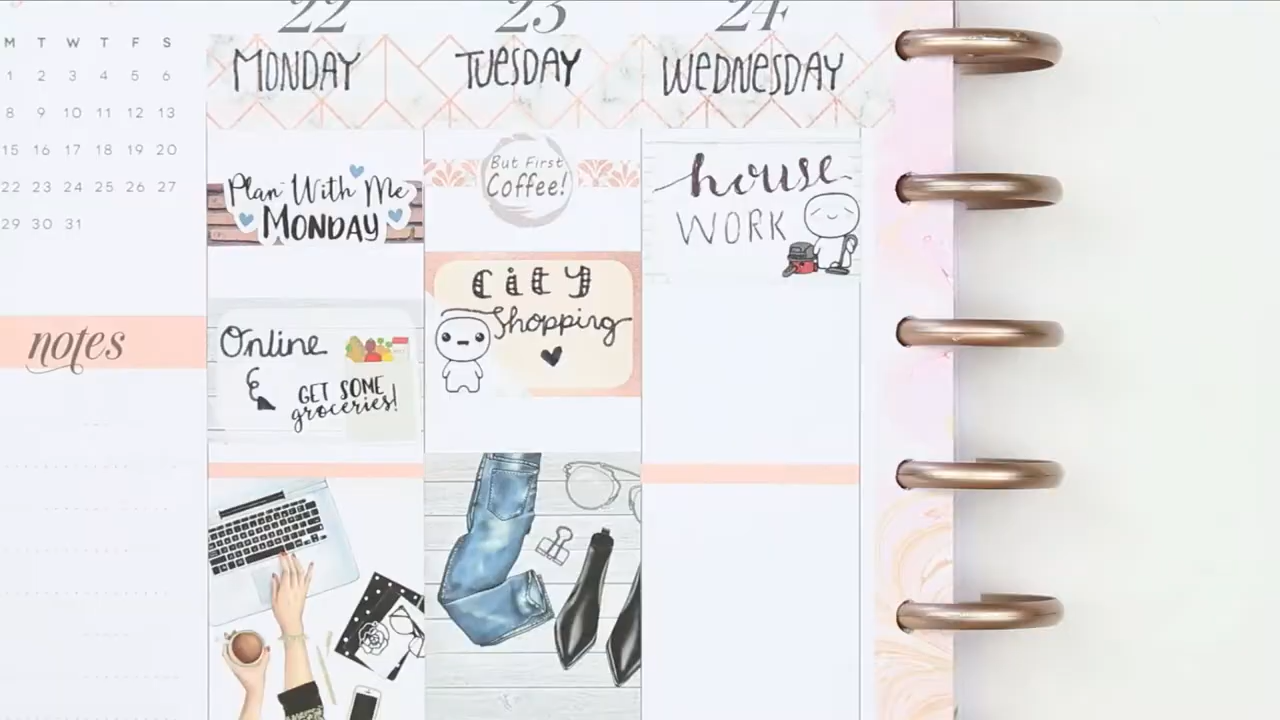 22 23 24
MONDAY TUESDAY WEDNESDAY
M T W T F S
1 2 3 4 5 6
8 9 10 11 12 13
15 16 17 18 19 20
22 23 24 25 26 27
29 30 31
notes
Plan With Me
MONDAY
Online
GET SOME
groceries!
But First
Coffee!
City
Shopping
house
WORK